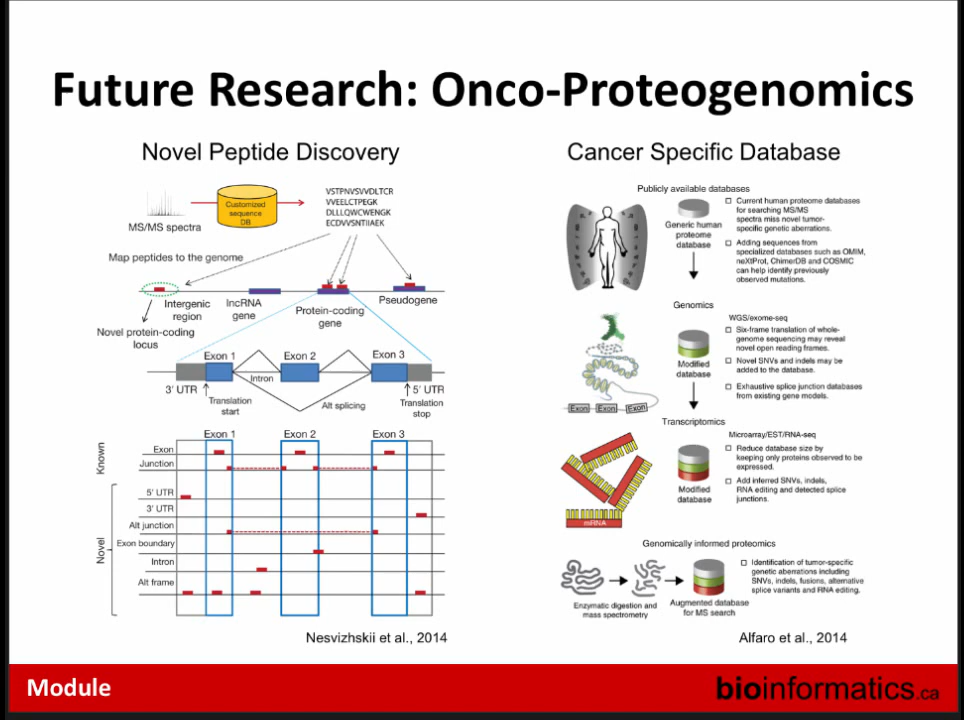 Future Research: Onco-Proteogenomics
Novel Peptide Discovery
MS/MS spectra
Customized
sequence
DB
VSTPNVSVVDLTCR
VVEELCTPEGK
DLLLQWCWENGK
ECDVVSNTIIAEK
Map peptides to the genome
Intergenic
region
lncRNA
gene
Protein-coding
gene
Pseudogene
Novel protein-coding
locus
Exon 1
Exon 2
Exon 3
Intron
3' UTR
Translation
start
Alt splicing
5' UTR
Translation
stop
Exon 1
Exon 2
Exon 3
Known
Exon
Junction
Novel
5' UTR
3' UTR
Alt junction
Exon boundary
Intron
Alt frame
Nesvizhskii et al., 2014
Cancer Specific Database
Publicly available databases
Generic human
proteome
database
Current human proteome databases
for searching MS/MS
spectra miss novel tumor-
specific genetic aberrations.
Adding sequences from
specialized databases such as OMIM,
neXtProt, ChimerDB and COSMIC
can help identify previously
observed mutations.
Genomics
WGS/exome-seq
Exon
Exon
Exon
Modified
database
Six-frame translation of whole-
genome sequencing may reveal
novel open reading frames.
Novel SNVs and indels may be
added to the database.
Exhaustive splice junction databases
from existing gene models.
Transcriptomics
Microarray/EST/RNA-seq
mRNA
Modified
database
Reduce database size by
keeping only proteins observed to be
expressed.
Add inferred SNVs, indels,
RNA editing and detected splice
junctions.
Genomically informed proteomics
Enzymatic digestion and
mass spectrometry
Augmented database
for MS search
Identification of tumor-specific
genetic aberrations including
SNVs, indels, fusions, alternative
splice variants and RNA editing.
Alfaro et al., 2014
Module
bioinformatics.ca